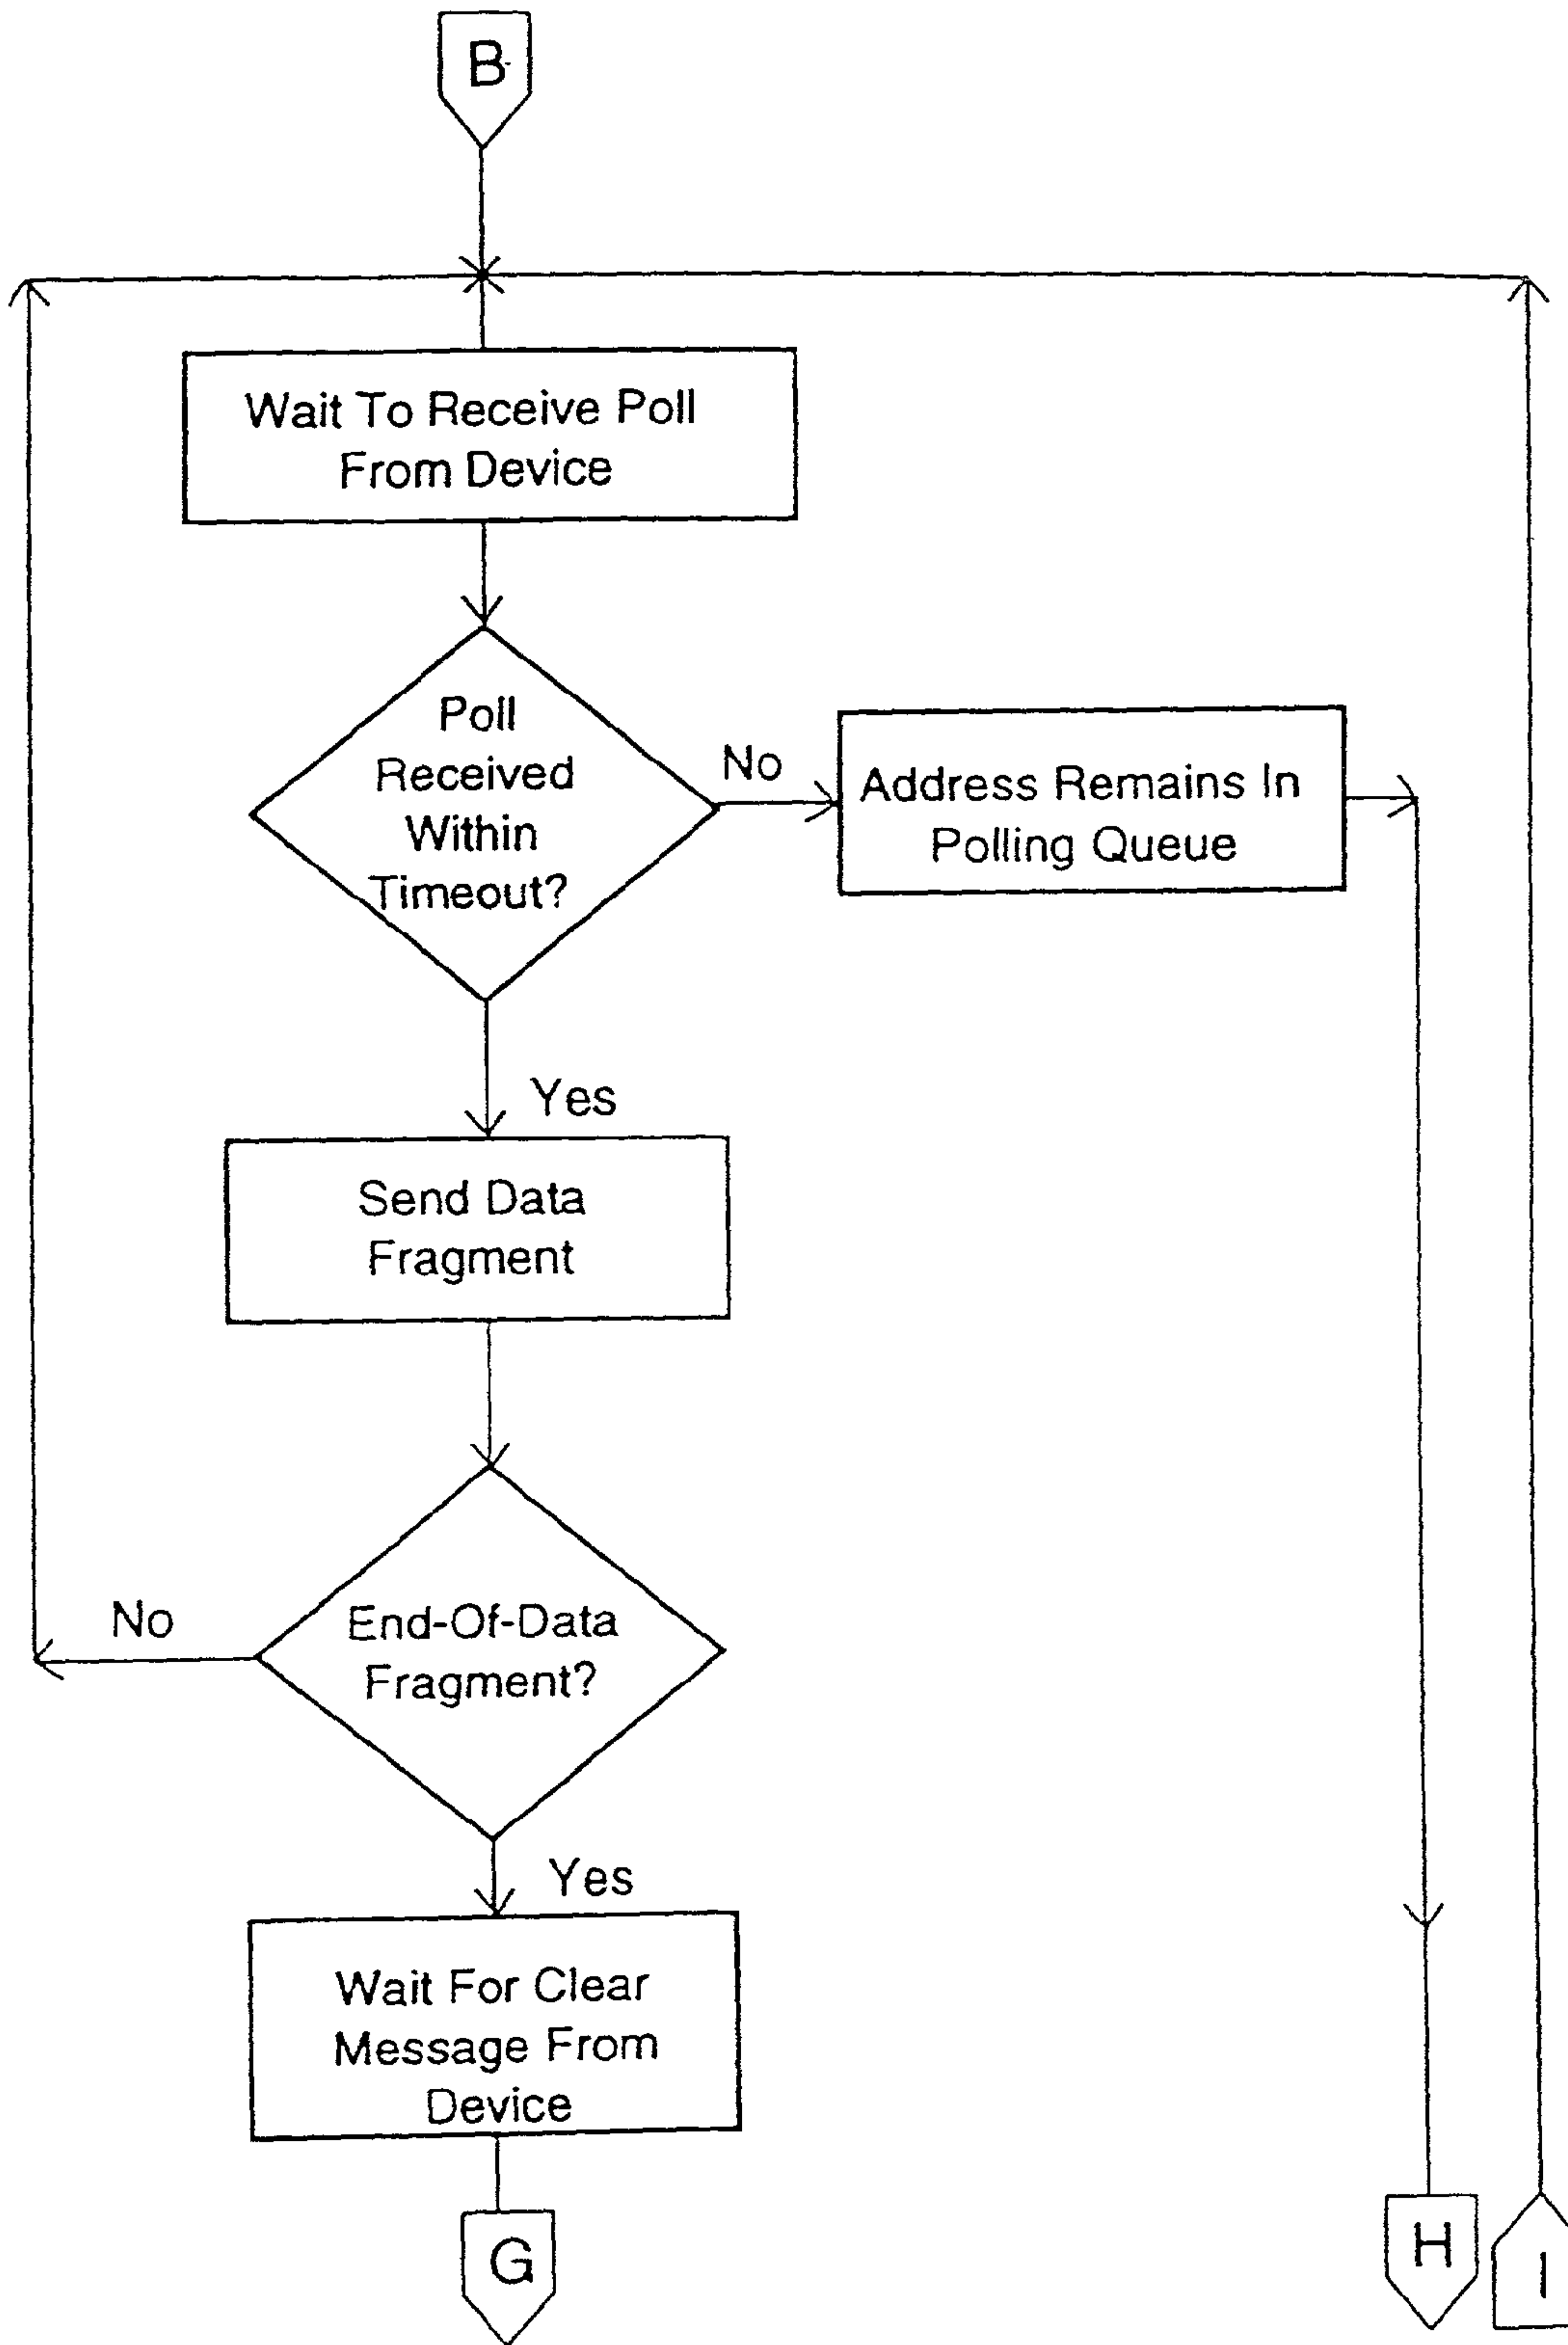 B
Wait To Receive Poll
From Device
Poll
Received
Within
Timeout?
No
Address Remains In
Polling Queue
Yes
Send Data
Fragment
No
End-Of-Data
Fragment?
Yes
Wait For Clear
Message From
Device
G
H
I